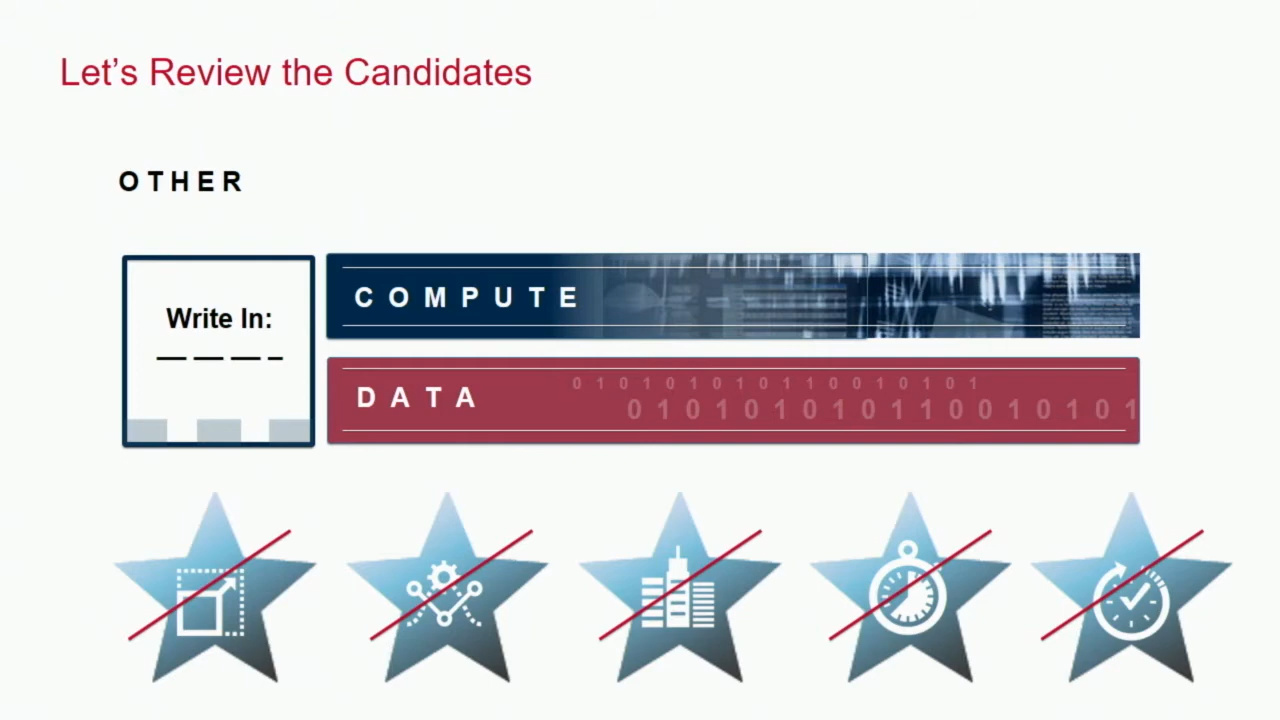 Let's Review the Candidates
OTHER
Write In:
COMPUTE
DATA
0 1 0 1 0 1 0 1 0 1 1 0 0 1 0 1 0 1
0 1 0 1 0 1 0 1 0 1 1 0 0 1 0 1 0 1